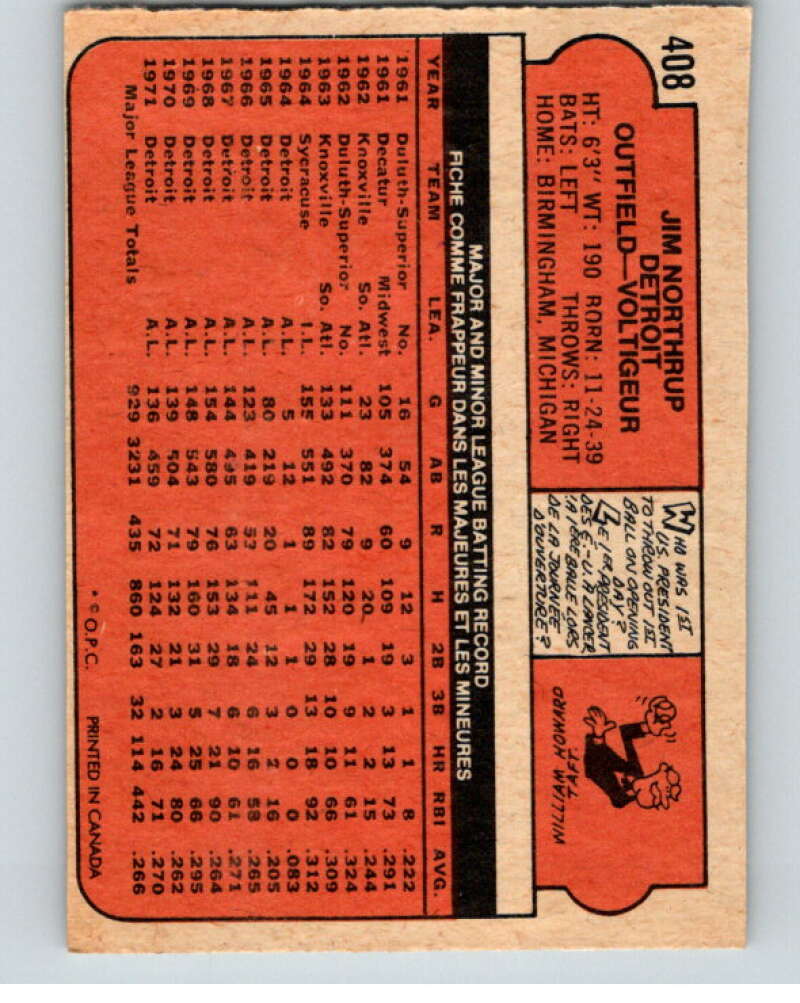 408
JIM NORTHRUP
DETROIT
OUTFIELD—VOLTIGEUR
HT: 6'3" WT: 190 BORN: 11-24-39
BATS: LEFT THROWS: RIGHT
HOME: BIRMINGHAM, MICHIGAN
WHO WAS 1ST
U.S. PRESIDENT
TO THROW OUT 1ST
BALL ON OPENING
DAY?
LE 1ER PRESIDENT
DES É.-U. A LANCER
LA 1ÈRE BALLE LORS
DE LA JOURNÉE
D'OUVERTURE?
WILLIAM HOWARD
TAFT.
MAJOR AND MINOR LEAGUE BATTING RECORD
FICHE COMME FRAPPEUR DANS LES MAJEURES ET LES MINEURES
YEAR TEAM LEA. G AB R H 2B 3B HR RBI AVG.
1961 Duluth-Superior No. 16 54 9 12 3 1 1 8 .222
1961 Decatur Midwest 105 374 60 109 19 3 13 73 .291
1962 Knoxville So. Atl. 23 82 9 20 1 2 2 15 .244
1962 Duluth-Superior No. 111 370 79 120 19 9 11 61 .324
1963 Knoxville So. Atl. 133 492 82 152 28 10 10 66 .309
1964 Sycracuse I.L. 155 551 89 172 29 13 18 92 .312
1964 Detroit A.L. 5 12 1 1 1 0 0 0 .083
1965 Detroit A.L. 80 219 20 45 12 3 2 16 .205
1966 Detroit A.L. 123 419 53 111 24 6 16 58 .265
1967 Detroit A.L. 144 495 63 134 18 6 10 61 .271
1968 Detroit A.L. 154 580 76 153 29 7 21 90 .264
1969 Detroit A.L. 148 543 79 160 31 5 25 66 .295
1970 Detroit A.L. 139 504 71 132 21 3 24 80 .262
1971 Detroit A.L. 136 459 72 124 27 2 16 71 .270
Major League Totals 929 3231 435 860 163 32 114 442 .266
* © O.P.C. PRINTED IN CANADA